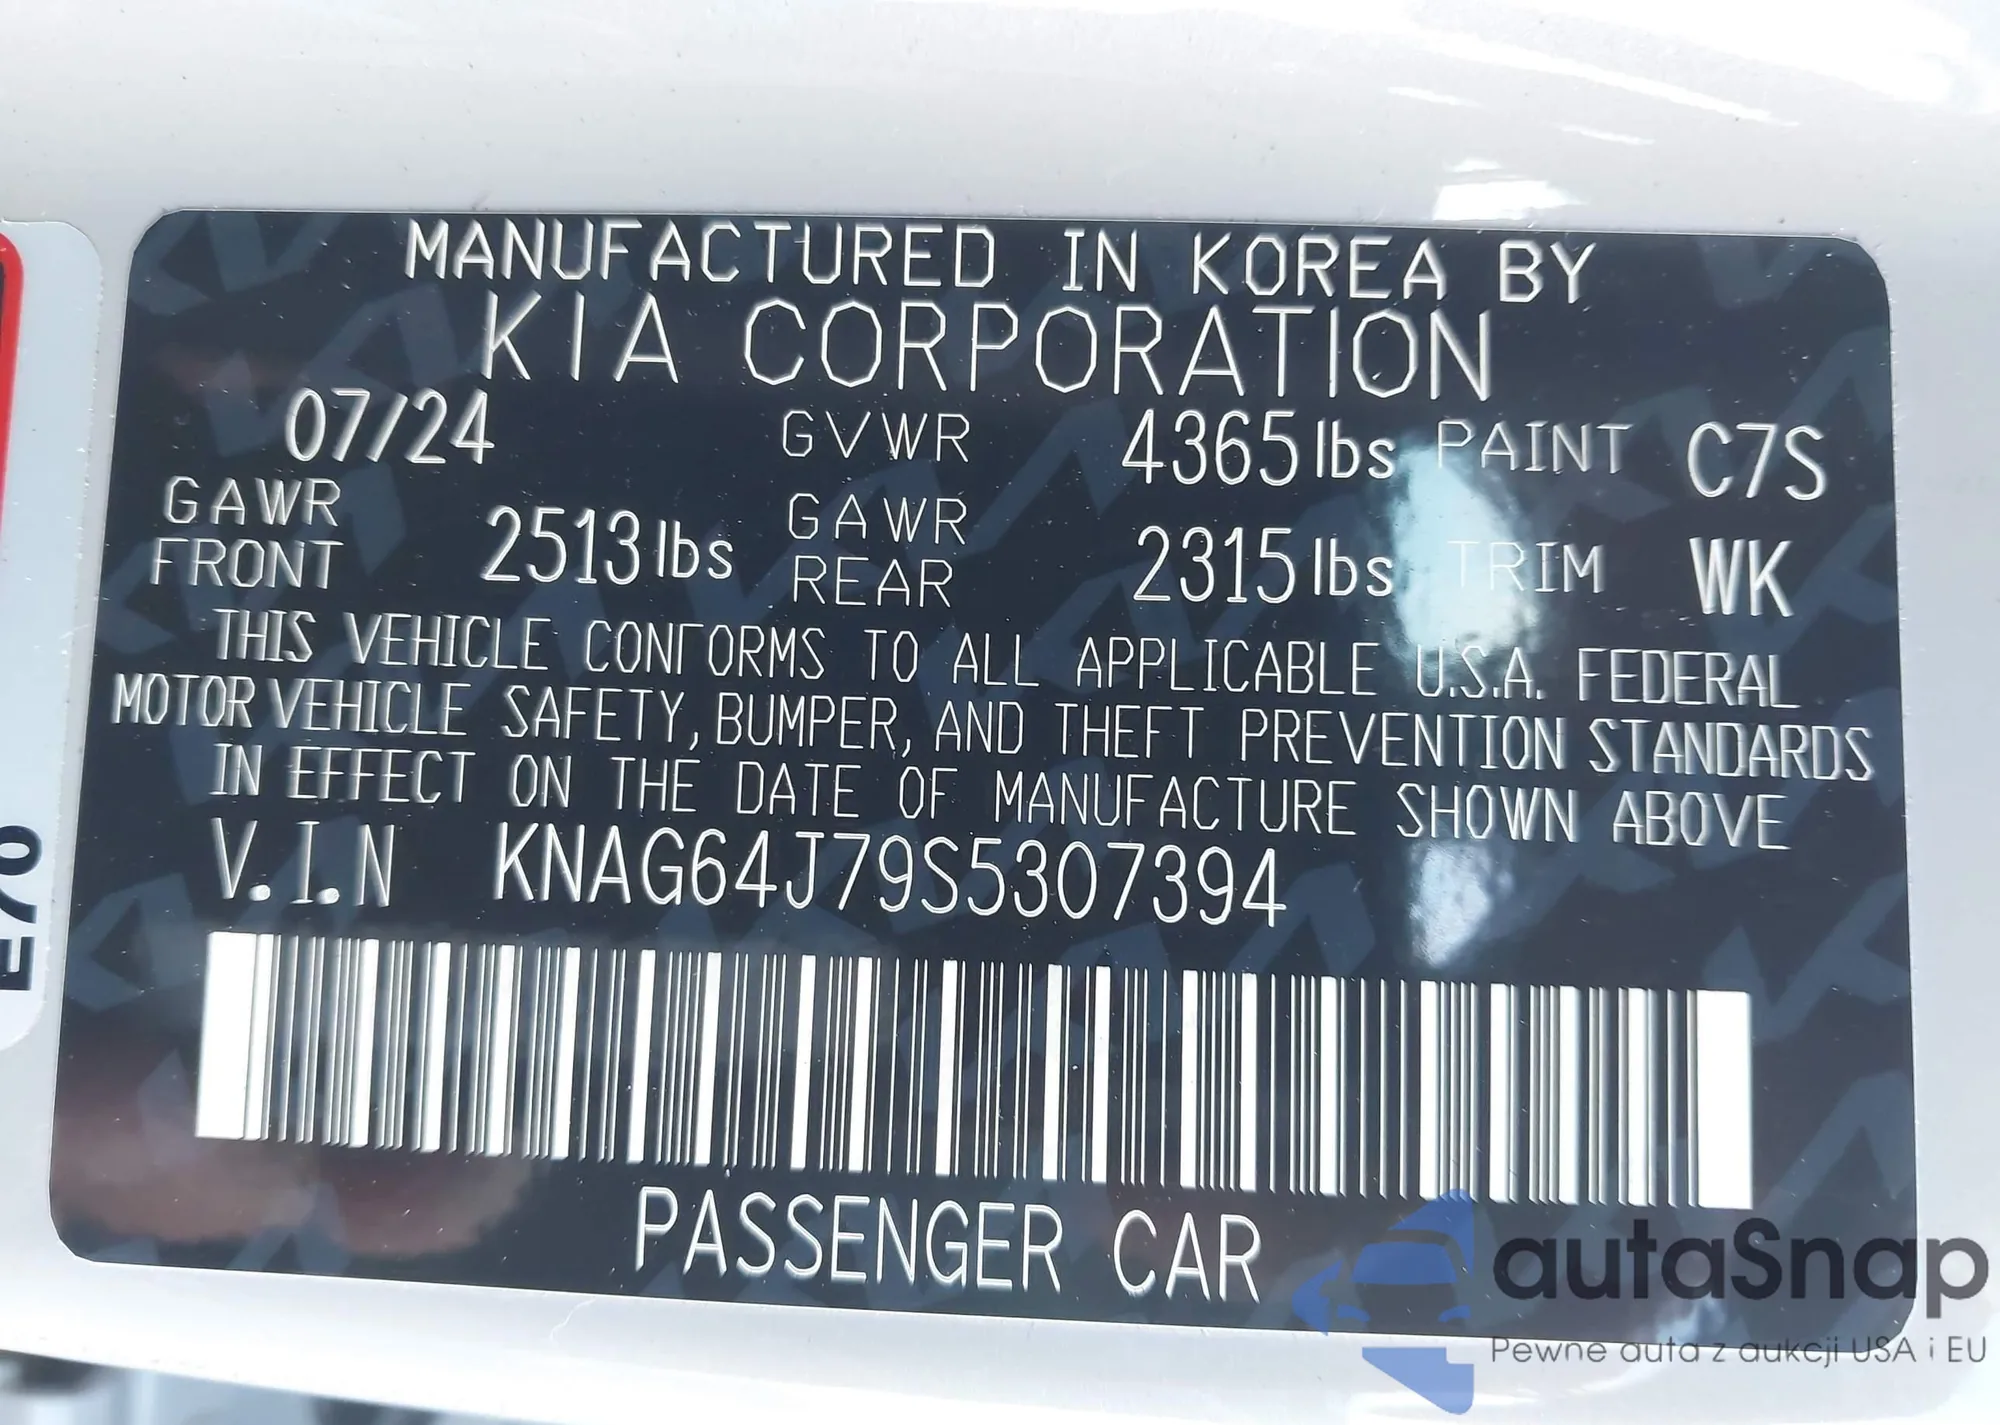 MANUFACTURED IN KOREA BY
KIA CORPORATION
07/24 GVWR 4365 lbs PAINT C7S
GAWR FRONT 2513 lbs GAWR REAR 2315 lbs TRIM WK
THIS VEHICLE CONFORMS TO ALL APPLICABLE U.S.A. FEDERAL
MOTOR VEHICLE SAFETY, BUMPER, AND THEFT PREVENTION STANDARDS
IN EFFECT ON THE DATE OF MANUFACTURE SHOWN ABOVE
V.I.N KNAG64J79S5307394
PASSENGER CAR
E70
autaSnap
Pewne auta z aukcji USA i EU